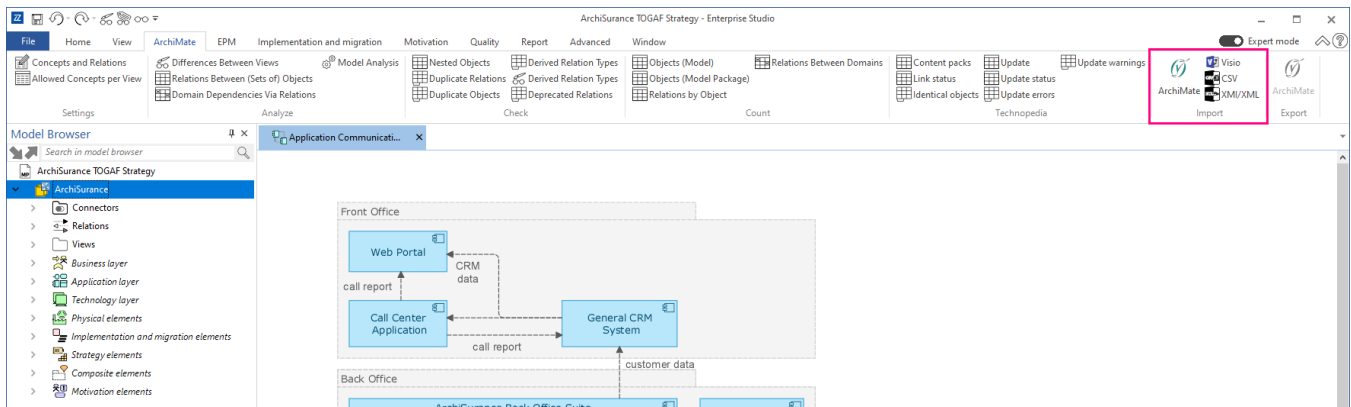 ArchiSurance TOGAF Strategy - Enterprise Studio
File Home View ArchiMate EPM Implementation and migration Motivation Quality Report Advanced Window Expert mode
Concepts and Relations
Allowed Concepts per View
Settings
Differences Between Views Model Analysis
Relations Between (Sets of) Objects
Domain Dependencies Via Relations
Analyze
Nested Objects Derived Relation Types
Duplicate Relations Derived Relations
Duplicate Objects Deprecated Relations
Check
Objects (Model) Relations Between Domains
Objects (Model Package)
Relations by Object
Count
Content packs Update Update warnings
Link status Update status
Identical objects Update errors
Technopedia
ArchiMate
Visio
CSV
XMI/XML
Import
ArchiMate
Export
Model Browser
Search in model browser
MP ArchiSurance TOGAF Strategy
ArchiSurance
Connectors
Relations
Views
Business layer
Application layer
Technology layer
Physical elements
Implementation and migration elements
Strategy elements
Composite elements
Motivation elements
Application Communicati...
Front Office
Web Portal
CRM
data
call report
Call Center
Application
General CRM
System
call report
customer data
Back Office
ArchiSurance Back Office Suite